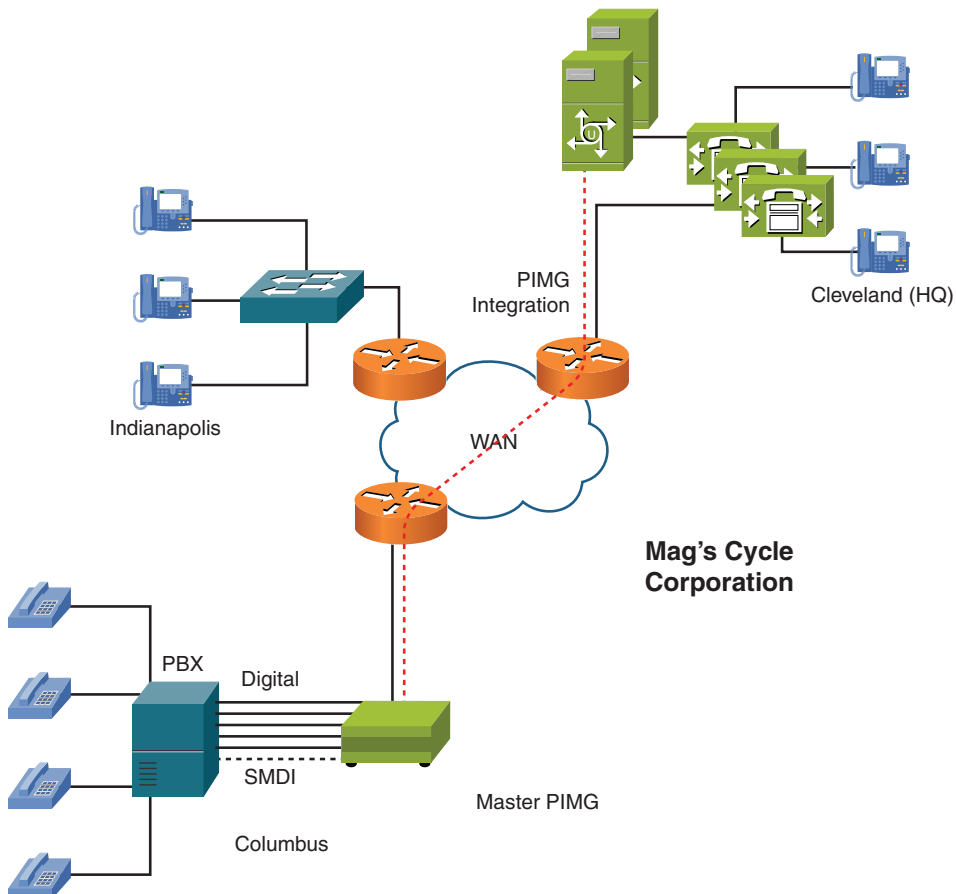 U
PIMG
Integration
Cleveland (HQ)
Indianapolis
WAN
Mag's Cycle
Corporation
PBX
Digital
SMDI
Master PIMG
Columbus